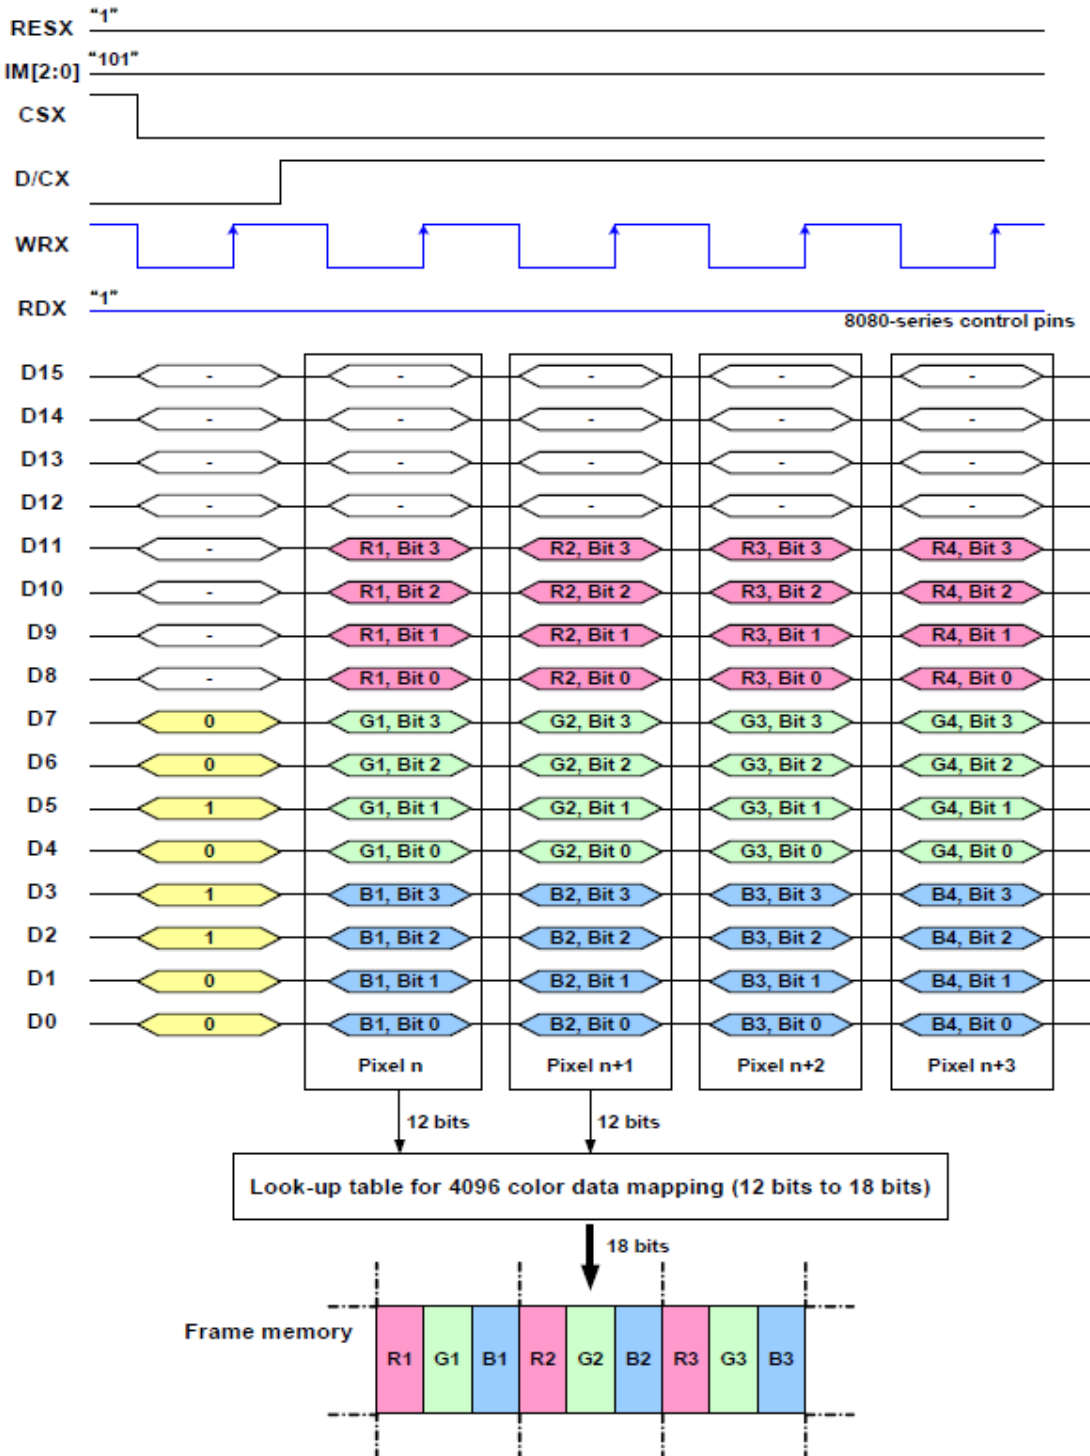 RESX "1"
IM[2:0] "101"
CSX
D/CX
WRX
RDX "1"
8080-series control pins
D15 - - - - -
D14 - - - - -
D13 - - - - -
D12 - - - - -
D11 - R1, Bit 3 R2, Bit 3 R3, Bit 3 R4, Bit 3
D10 - R1, Bit 2 R2, Bit 2 R3, Bit 2 R4, Bit 2
D9 - R1, Bit 1 R2, Bit 1 R3, Bit 1 R4, Bit 1
D8 - R1, Bit 0 R2, Bit 0 R3, Bit 0 R4, Bit 0
D7 0 G1, Bit 3 G2, Bit 3 G3, Bit 3 G4, Bit 3
D6 0 G1, Bit 2 G2, Bit 2 G3, Bit 2 G4, Bit 2
D5 1 G1, Bit 1 G2, Bit 1 G3, Bit 1 G4, Bit 1
D4 0 G1, Bit 0 G2, Bit 0 G3, Bit 0 G4, Bit 0
D3 1 B1, Bit 3 B2, Bit 3 B3, Bit 3 B4, Bit 3
D2 1 B1, Bit 2 B2, Bit 2 B3, Bit 2 B4, Bit 2
D1 0 B1, Bit 1 B2, Bit 1 B3, Bit 1 B4, Bit 1
D0 0 B1, Bit 0 B2, Bit 0 B3, Bit 0 B4, Bit 0
Pixel n Pixel n+1 Pixel n+2 Pixel n+3
12 bits 12 bits
Look-up table for 4096 color data mapping (12 bits to 18 bits)
18 bits
Frame memory
R1 G1 B1 R2 G2 B2 R3 G3 B3